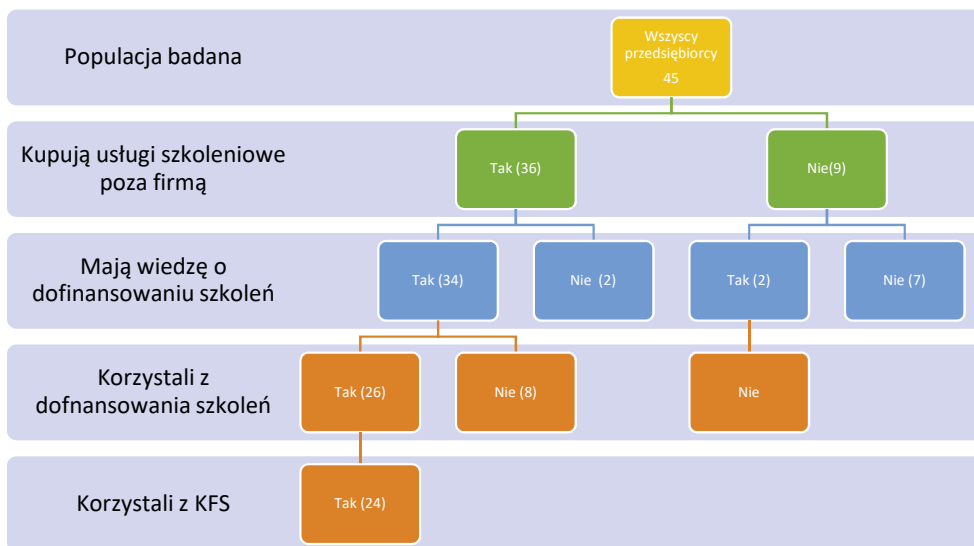 Populacja badana
Wszyscy
przedsiębiorcy
45
Kupują usługi szkoleniowe
poza firmą
Tak (36)
Nie(9)
Mają wiedzę o
dofinansowaniu szkoleń
Tak (34)
Nie (2)
Tak (2)
Nie (7)
Korzystali z
dofnansowania szkoleń
Tak (26)
Nie (8)
Nie
Korzystali z KFS
Tak (24)